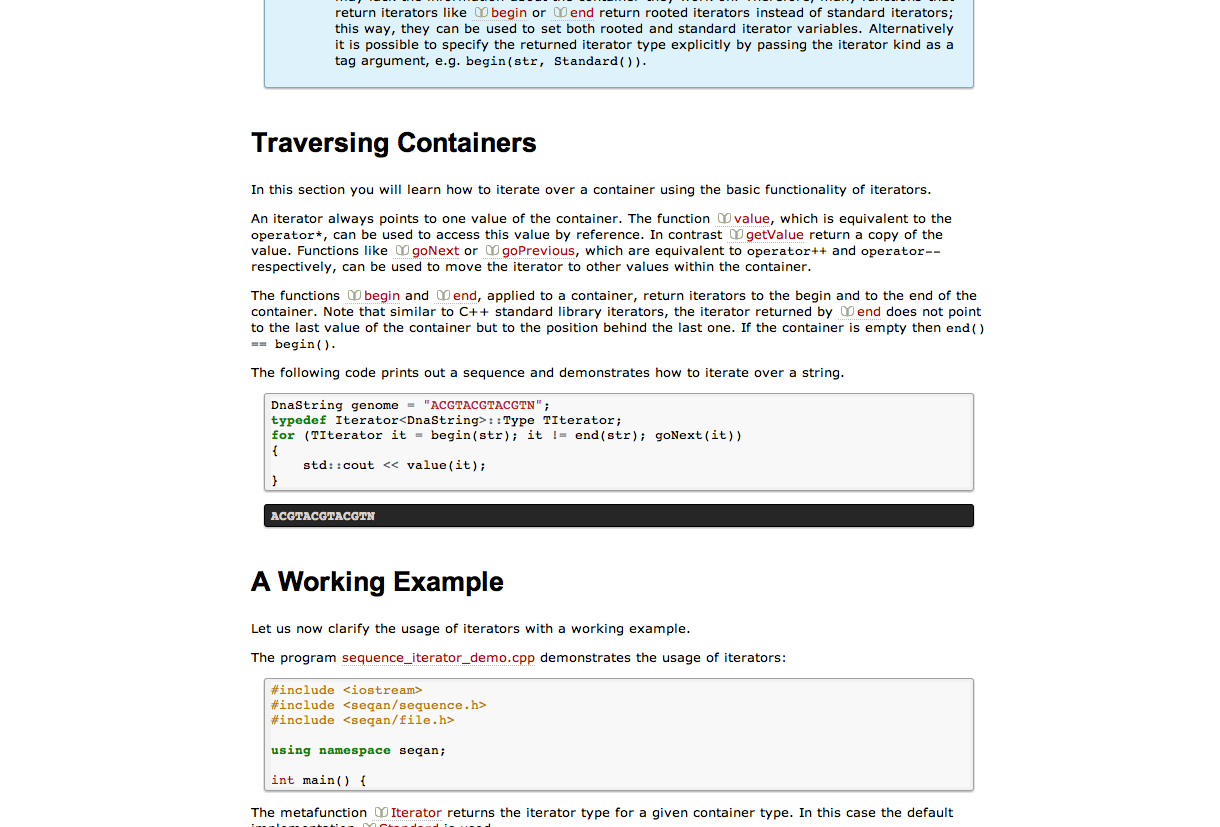 return iterators like begin or end return rooted iterators instead of standard iterators;
this way, they can be used to set both rooted and standard iterator variables. Alternatively
it is possible to specify the returned iterator type explicitly by passing the iterator kind as a
tag argument, e.g. begin(str, Standard()).
Traversing Containers
In this section you will learn how to iterate over a container using the basic functionality of iterators.
An iterator always points to one value of the container. The function value, which is equivalent to the
operator*, can be used to access this value by reference. In contrast getValue return a copy of the
value. Functions like goNext or goPrevious, which are equivalent to operator++ and operator--
respectively, can be used to move the iterator to other values within the container.
The functions begin and end, applied to a container, return iterators to the begin and to the end of the
container. Note that similar to C++ standard library iterators, the iterator returned by end does not point
to the last value of the container but to the position behind the last one. If the container is empty then end()
== begin().
The following code prints out a sequence and demonstrates how to iterate over a string.
DnaString genome = "ACGTACGTACGTN";
typedef Iterator<DnaString>::Type TIterator;
for (TIterator it = begin(str); it != end(str); goNext(it))
{
    std::cout << value(it);
}
ACGTACGTACGTN
A Working Example
Let us now clarify the usage of iterators with a working example.
The program sequence_iterator_demo.cpp demonstrates the usage of iterators:
#include <iostream>
#include <seqan/sequence.h>
#include <seqan/file.h>
using namespace seqan;
int main() {
The metafunction Iterator returns the iterator type for a given container type. In this case the default